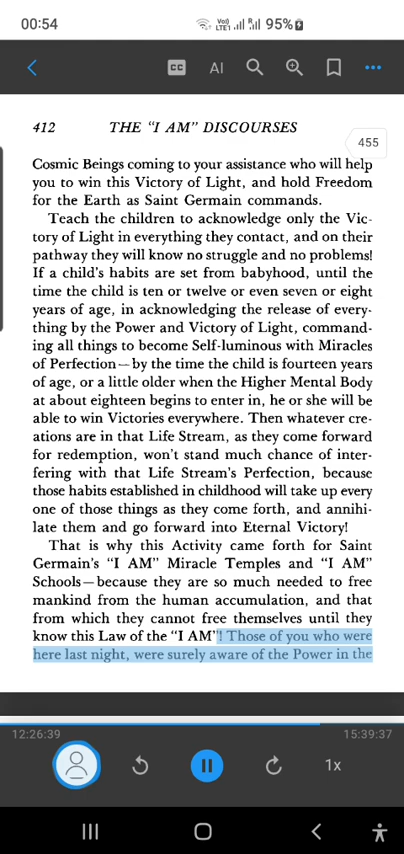 00:54
Vo)) LTE1 R 95%
CC AI
412 THE "I AM" DISCOURSES
455
Cosmic Beings coming to your assistance who will help
you to win this Victory of Light, and hold Freedom
for the Earth as Saint Germain commands.
Teach the children to acknowledge only the Vic-
tory of Light in everything they contact, and on their
pathway they will know no struggle and no problems!
If a child's habits are set from babyhood, until the
time the child is ten or twelve or even seven or eight
years of age, in acknowledging the release of every-
thing by the Power and Victory of Light, command-
ing all things to become Self-luminous with Miracles
of Perfection—by the time the child is fourteen years
of age, or a little older when the Higher Mental Body
at about eighteen begins to enter in, he or she will be
able to win Victories everywhere. Then whatever cre-
ations are in that Life Stream, as they come forward
for redemption, won't stand much chance of inter-
fering with that Life Stream's Perfection, because
those habits established in childhood will take up every
one of those things as they come forth, and annihi-
late them and go forward into Eternal Victory!
That is why this Activity came forth for Saint
Germain's "I AM" Miracle Temples and "I AM"
Schools—because they are so much needed to free
mankind from the human accumulation, and that
from which they cannot free themselves until they
know this Law of the "I AM"! Those of you who were
here last night, were surely aware of the Power in the
12:26:39 15:39:37
1x